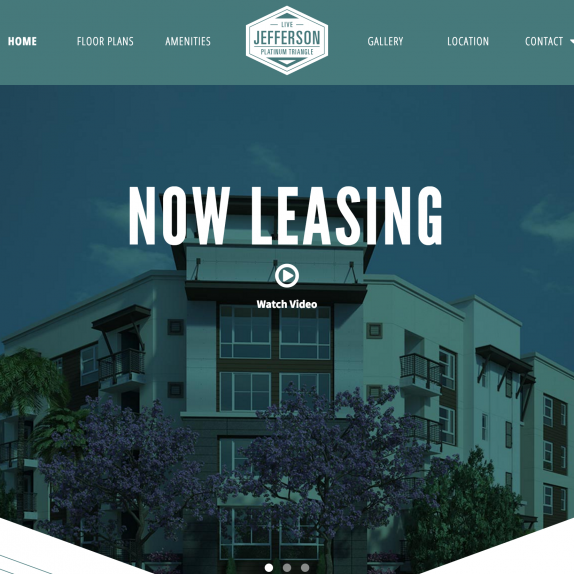 HOME
FLOOR PLANS
AMENITIES
LIVE
JEFFERSON
PLATINUM TRIANGLE
GALLERY
LOCATION
CONTACT
NOW LEASING
Watch Video